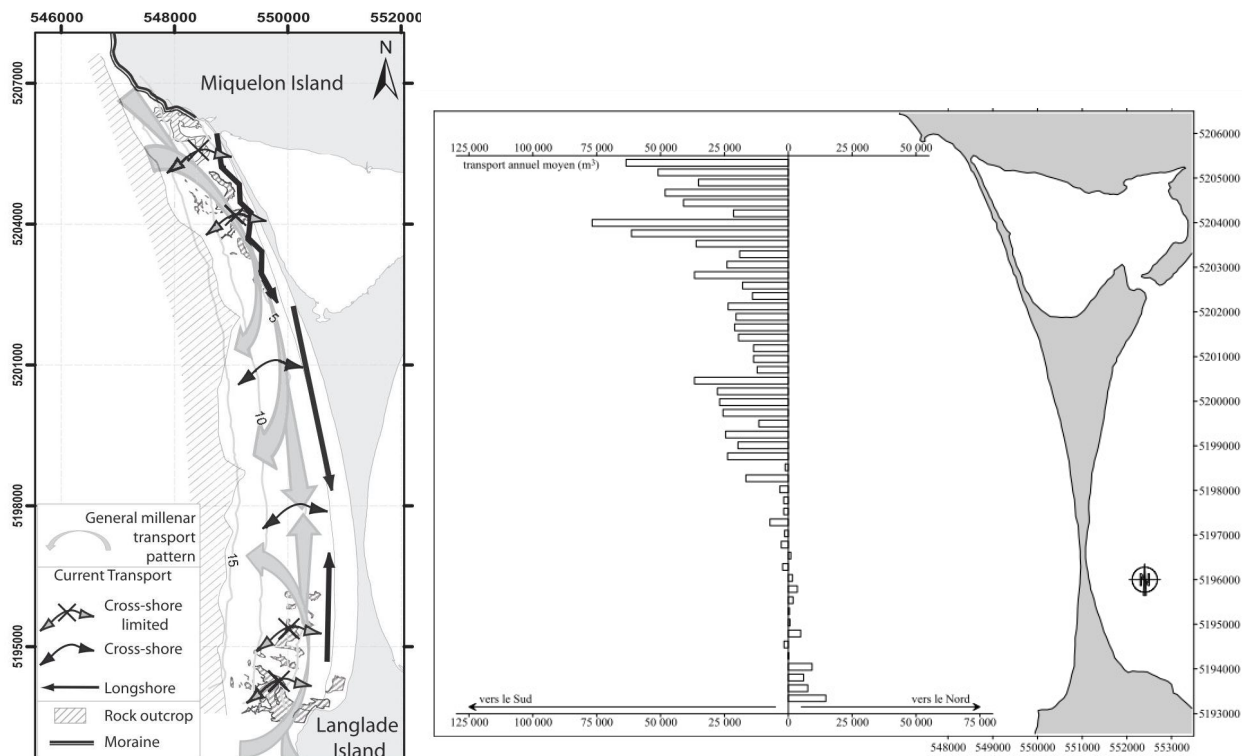 546000 548000 550000 552000
5207000
5204000
5201000
5198000
5195000
N
Miquelon Island
5
10
15
General millenar
transport
pattern
Current Transport
Cross-shore
limited
Cross-shore
Longshore
Rock outcrop
Moraine
Langlade
Island
125 000 100 000 75 000 50 000 25 000 0 25 000 50 000
transport annuel moyen (m³)
vers le Sud
vers le Nord
125 000 100 000 75 000 50 000 25 000 0 25 000 50 000 75 000
5206000
5205000
5204000
5203000
5202000
5201000
5200000
5199000
5198000
5197000
5196000
5195000
5194000
5193000
N
548000 549000 550000 551000 552000 553000